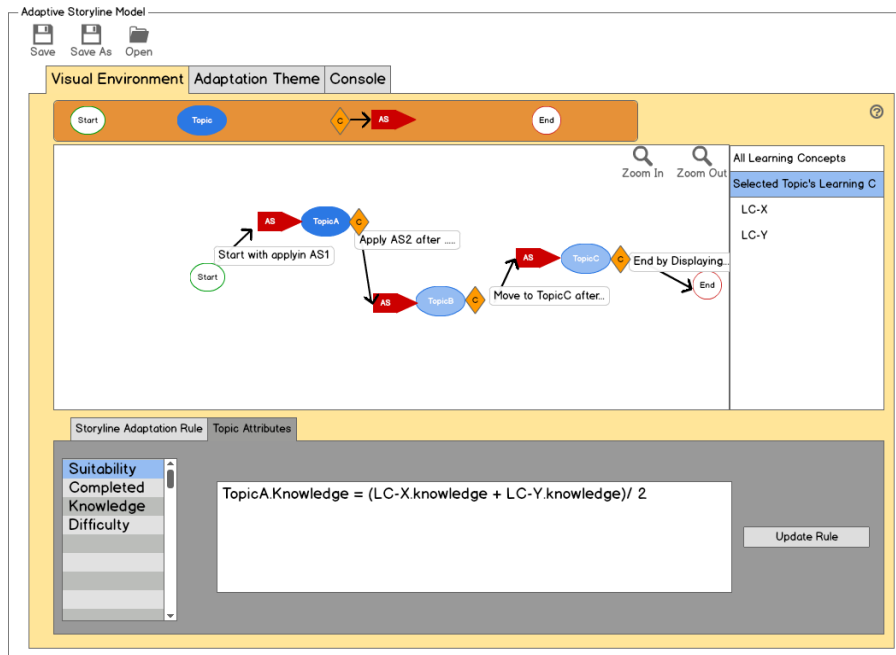 Adaptive Storyline Model
Save Save As Open
Visual Environment Adaptation Theme Console
Start Topic C AS End
?
Zoom In Zoom Out
All Learning Concepts
Selected Topic's Learning C
LC-X
LC-Y
AS TopicA C
Start with applyin AS1
Apply AS2 after .....
Start
AS TopicC C
End by Displaying...
End
AS TopicB C
Move to TopicC after...
Storyline Adaptation Rule Topic Attributes
Suitability
Completed
Knowledge
Difficulty
TopicA.Knowledge = (LC-X.knowledge + LC-Y.knowledge)/ 2
Update Rule